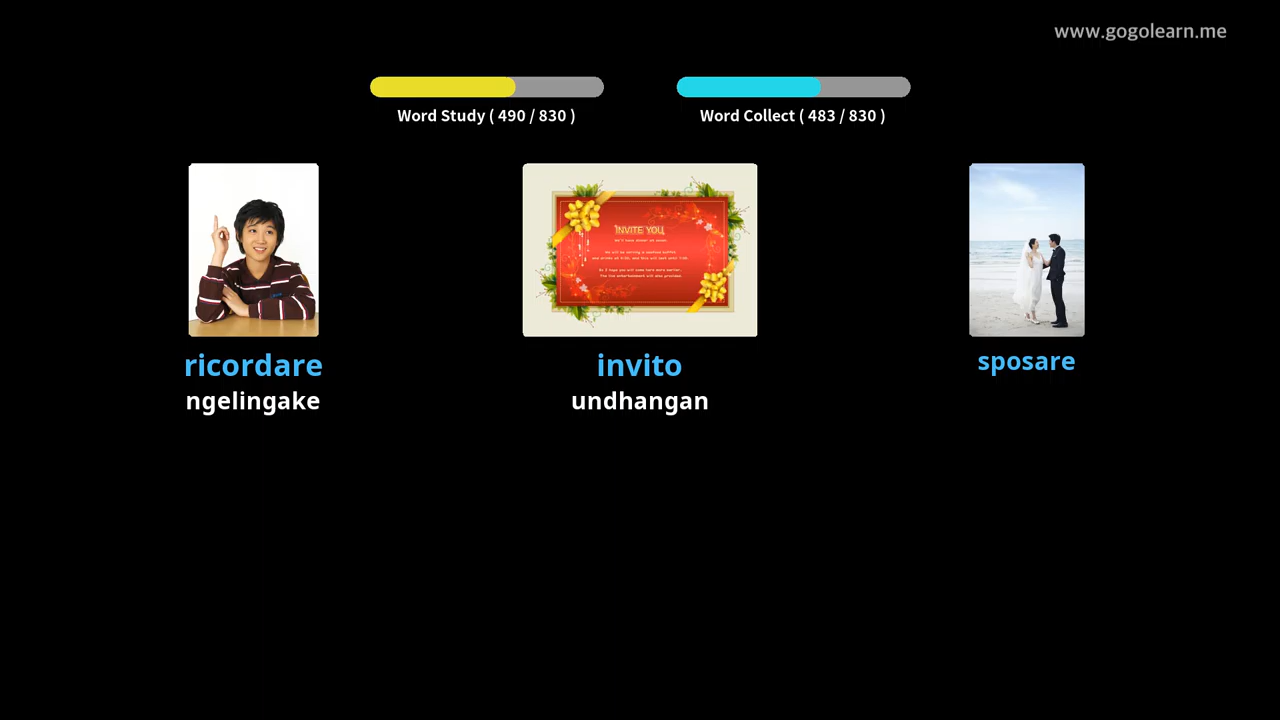 www.gogolearn.me
Word Study ( 490 / 830 )
Word Collect ( 483 / 830 )
INVITE YOU
ricordare
invito
sposare
ngelingake
undhangan